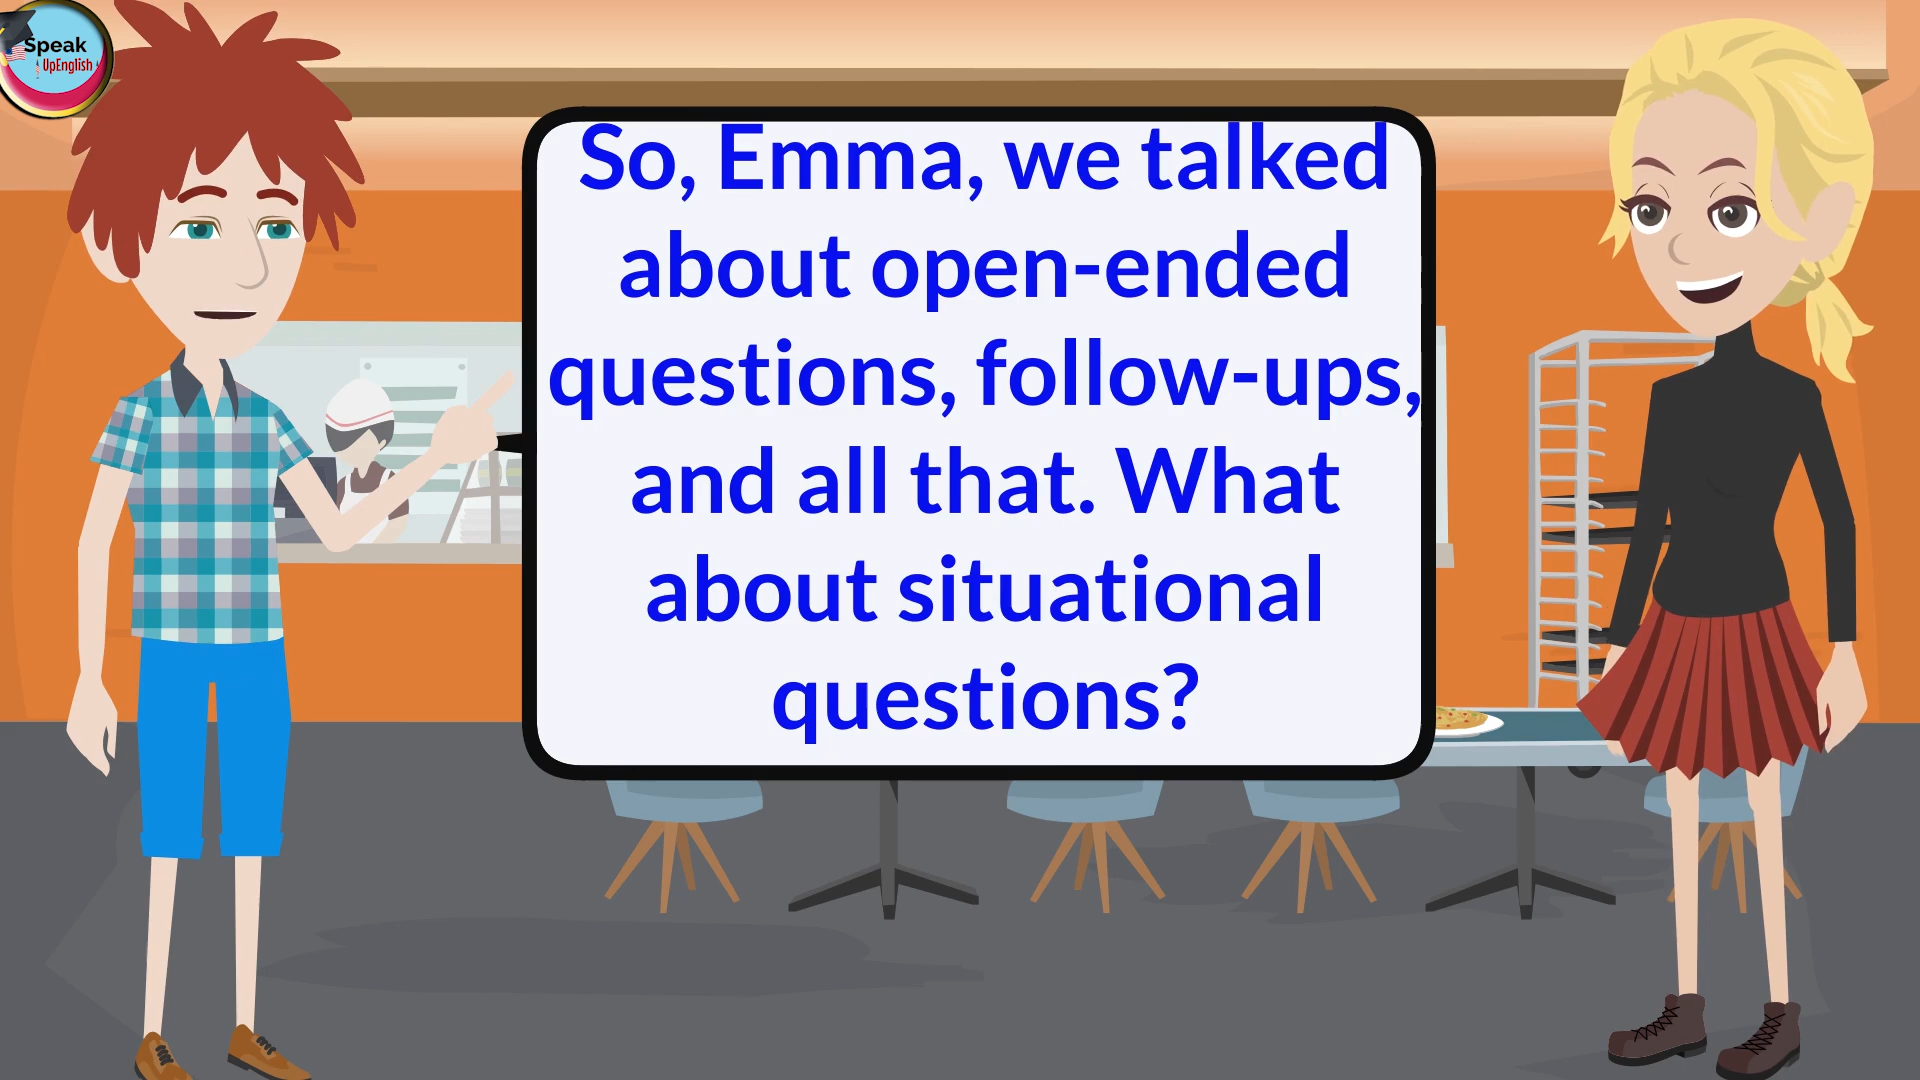 Speak
UpEnglish
So, Emma, we talked
about open-ended
questions, follow-ups,
and all that. What
about situational
questions?